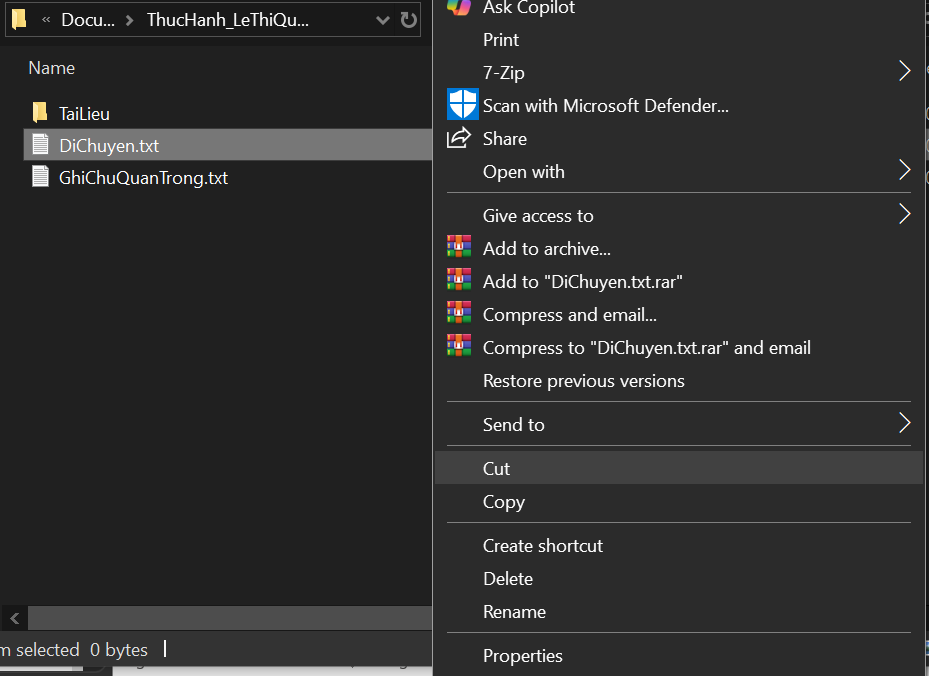 « Docu... > ThucHanh_LeThiQu...
Name
TaiLieu
DiChuyen.txt
GhiChuQuanTrong.txt
m selected 0 bytes
Ask Copilot
Print
7-Zip
Scan with Microsoft Defender...
Share
Open with
Give access to
Add to archive...
Add to "DiChuyen.txt.rar"
Compress and email...
Compress to "DiChuyen.txt.rar" and email
Restore previous versions
Send to
Cut
Copy
Create shortcut
Delete
Rename
Properties